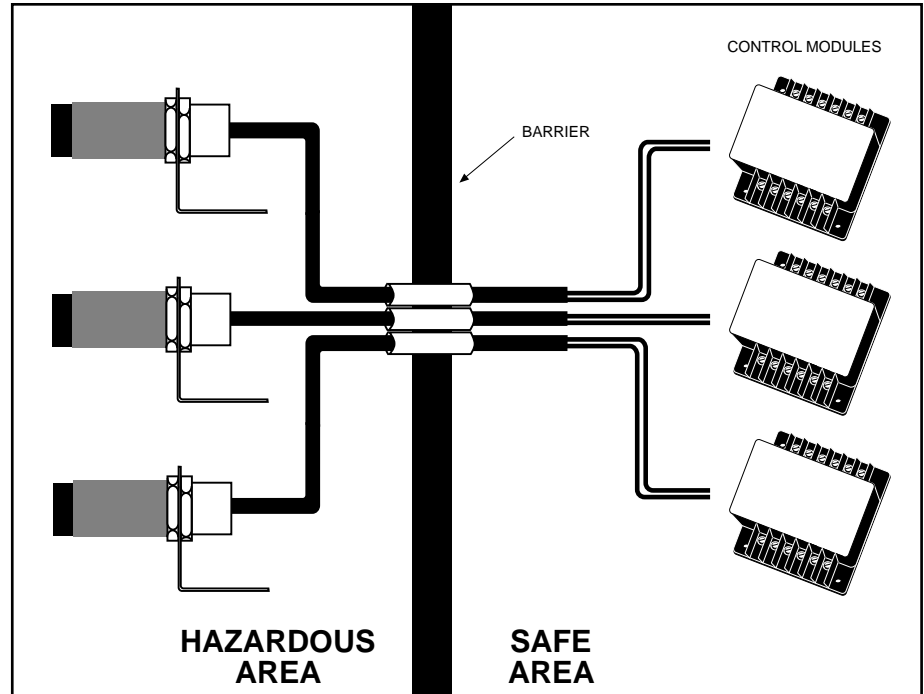 CONTROL MODULES
BARRIER
HAZARDOUS
AREA
SAFE
AREA